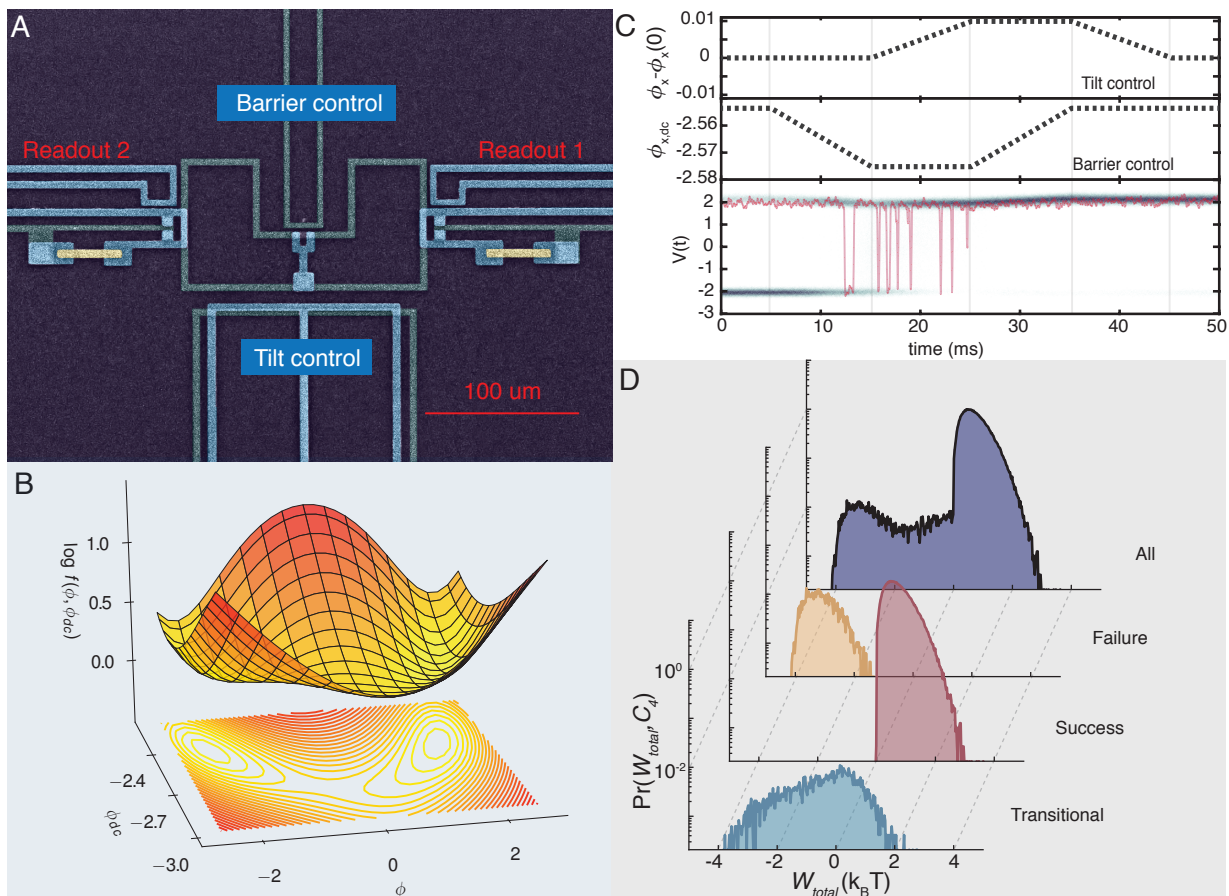 A
Barrier control
Readout 2
Readout 1
Tilt control
100 um
B
log f(ϕ, ϕdc)
1.0
0.5
0.0
−2.4
−2.7
−3.0
ϕdc
−2
0
2
ϕ
C
ϕx-ϕx(0)
0.01
0
-0.01
Tilt control
ϕx,dc
-2.56
-2.57
-2.58
Barrier control
V(t)
2
1
0
-1
-2
-3
0
10
20
30
40
50
time (ms)
D
All
Failure
Success
Transitional
Pr(Wtotal, C4)
10⁰
10⁻²
-4
-2
0
2
4
Wtotal (kBT)